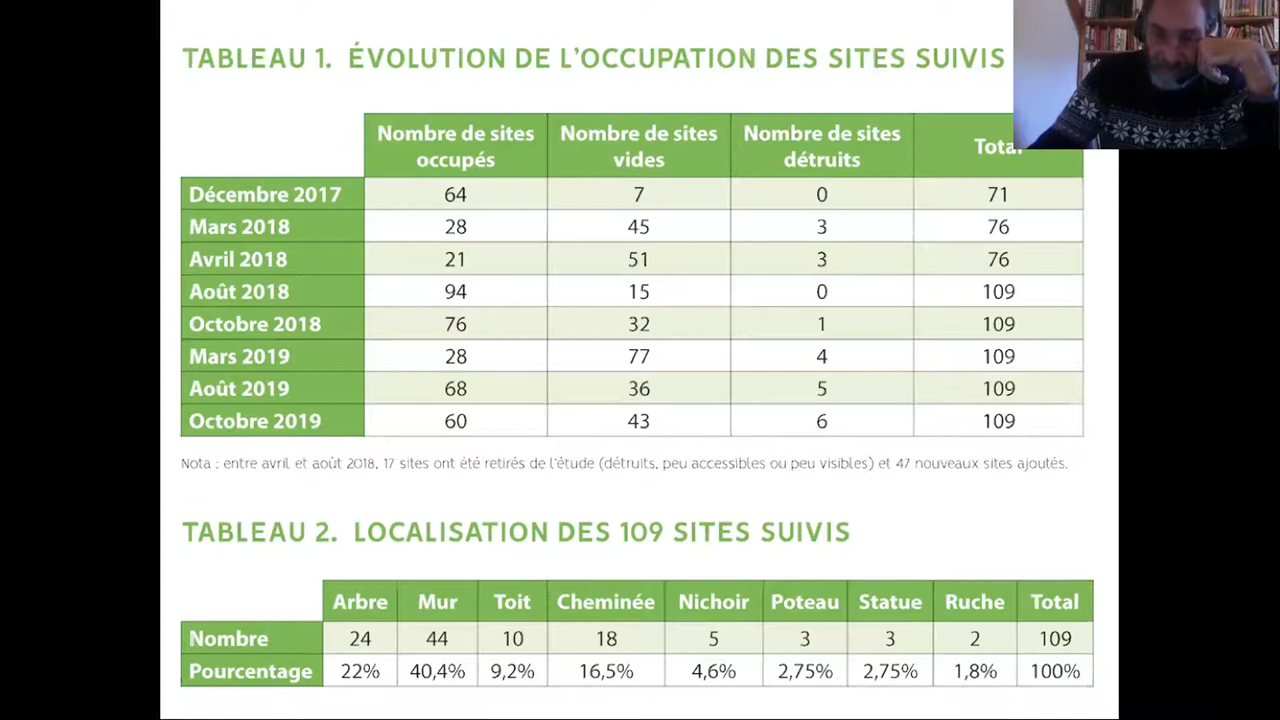 TABLEAU 1. ÉVOLUTION DE L'OCCUPATION DES SITES SUIVIS
Nombre de sites occupés Nombre de sites vides Nombre de sites détruits Total
Décembre 2017 64 7 0 71
Mars 2018 28 45 3 76
Avril 2018 21 51 3 76
Août 2018 94 15 0 109
Octobre 2018 76 32 1 109
Mars 2019 28 77 4 109
Août 2019 68 36 5 109
Octobre 2019 60 43 6 109
Nota : entre avril et août 2018, 17 sites ont été retirés de l'étude (détruits, peu accessibles ou peu visibles) et 47 nouveaux sites ajoutés.
TABLEAU 2. LOCALISATION DES 109 SITES SUIVIS
Arbre Mur Toit Cheminée Nichoir Poteau Statue Ruche Total
Nombre 24 44 10 18 5 3 3 2 109
Pourcentage 22% 40,4% 9,2% 16,5% 4,6% 2,75% 2,75% 1,8% 100%